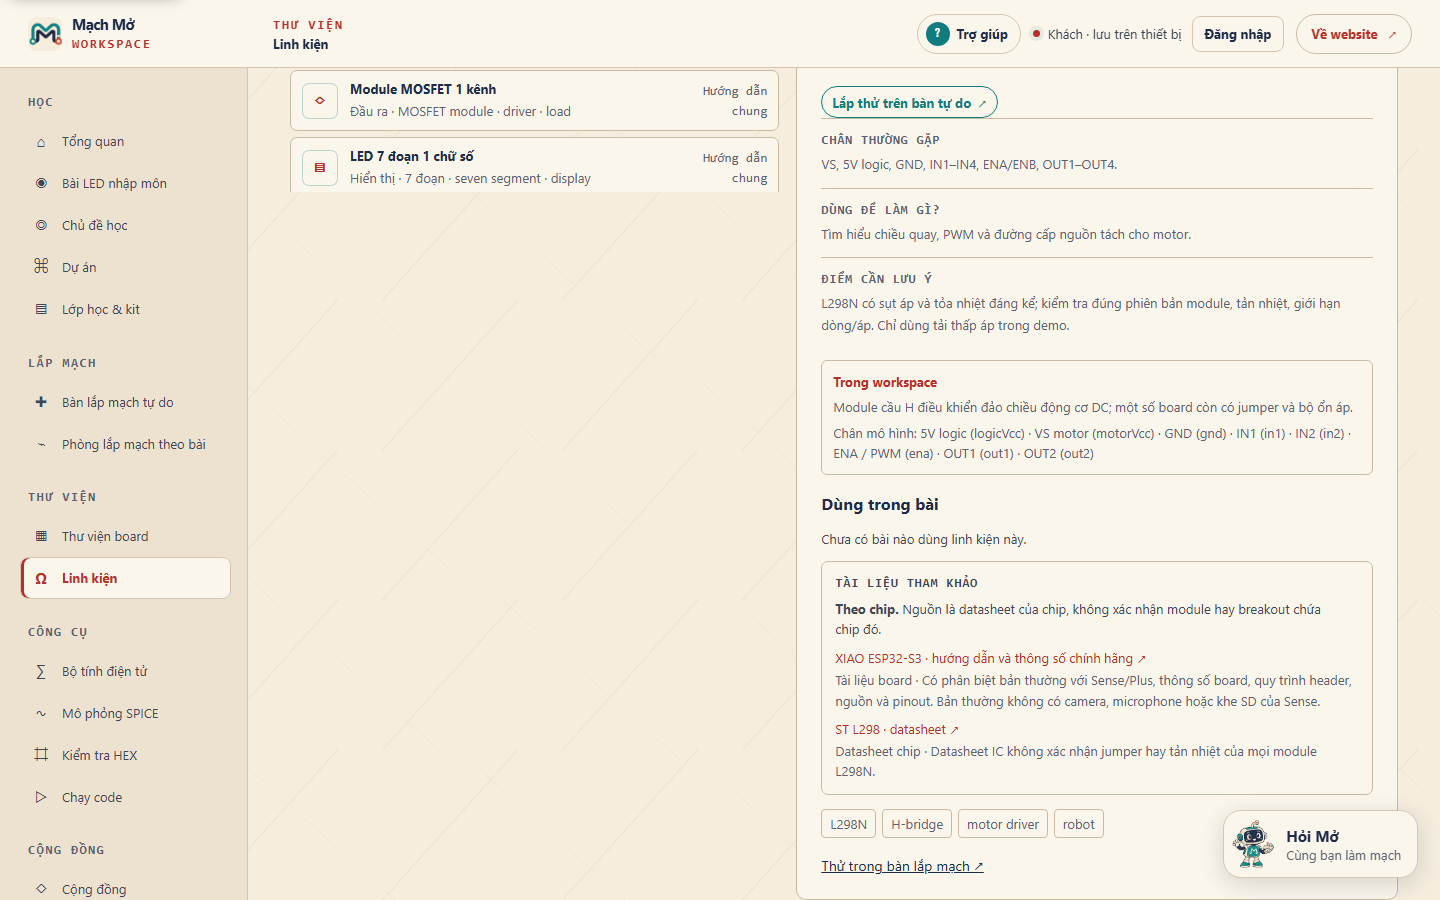 Mạch Mở
WORKSPACE
THƯ VIỆN
Linh kiện
? Trợ giúp
Khách · lưu trên thiết bị
Đăng nhập
Về website ↗
HỌC
Tổng quan
Bài LED nhập môn
Chủ đề học
Dự án
Lớp học & kit
LẮP MẠCH
Bàn lắp mạch tự do
Phòng lắp mạch theo bài
THƯ VIỆN
Thư viện board
Linh kiện
CÔNG CỤ
Bộ tính điện tử
Mô phỏng SPICE
Kiểm tra HEX
Chạy code
CỘNG ĐỒNG
Cộng đồng
Module MOSFET 1 kênh
Đầu ra · MOSFET module · driver · load
Hướng dẫn
chung
LED 7 đoạn 1 chữ số
Hiển thị · 7 đoạn · seven segment · display
Hướng dẫn
chung
Lắp thử trên bàn tự do ↗
CHÂN THƯỜNG GẶP
VS, 5V logic, GND, IN1–IN4, ENA/ENB, OUT1–OUT4.
DÙNG ĐỂ LÀM GÌ?
Tìm hiểu chiều quay, PWM và đường cấp nguồn tách cho motor.
ĐIỂM CẦN LƯU Ý
L298N có sụt áp và tỏa nhiệt đáng kể; kiểm tra đúng phiên bản module, tản nhiệt, giới hạn
dòng/áp. Chỉ dùng tải thấp áp trong demo.
Trong workspace
Module cầu H điều khiển đảo chiều động cơ DC; một số board còn có jumper và bộ ổn áp.
Chân mô hình: 5V logic (logicVcc) · VS motor (motorVcc) · GND (gnd) · IN1 (in1) · IN2 (in2) ·
ENA / PWM (ena) · OUT1 (out1) · OUT2 (out2)
Dùng trong bài
Chưa có bài nào dùng linh kiện này.
TÀI LIỆU THAM KHẢO
Theo chip. Nguồn là datasheet của chip, không xác nhận module hay breakout chứa
chip đó.
XIAO ESP32-S3 · hướng dẫn và thông số chính hãng ↗
Tài liệu board · Có phân biệt bản thường với Sense/Plus, thông số board, quy trình header,
nguồn và pinout. Bản thường không có camera, microphone hoặc khe SD của Sense.
ST L298 · datasheet ↗
Datasheet chip · Datasheet IC không xác nhận jumper hay tản nhiệt của mọi module
L298N.
L298N
H-bridge
motor driver
robot
Thử trong bàn lắp mạch ↗
Hỏi Mở
Cùng bạn làm mạch